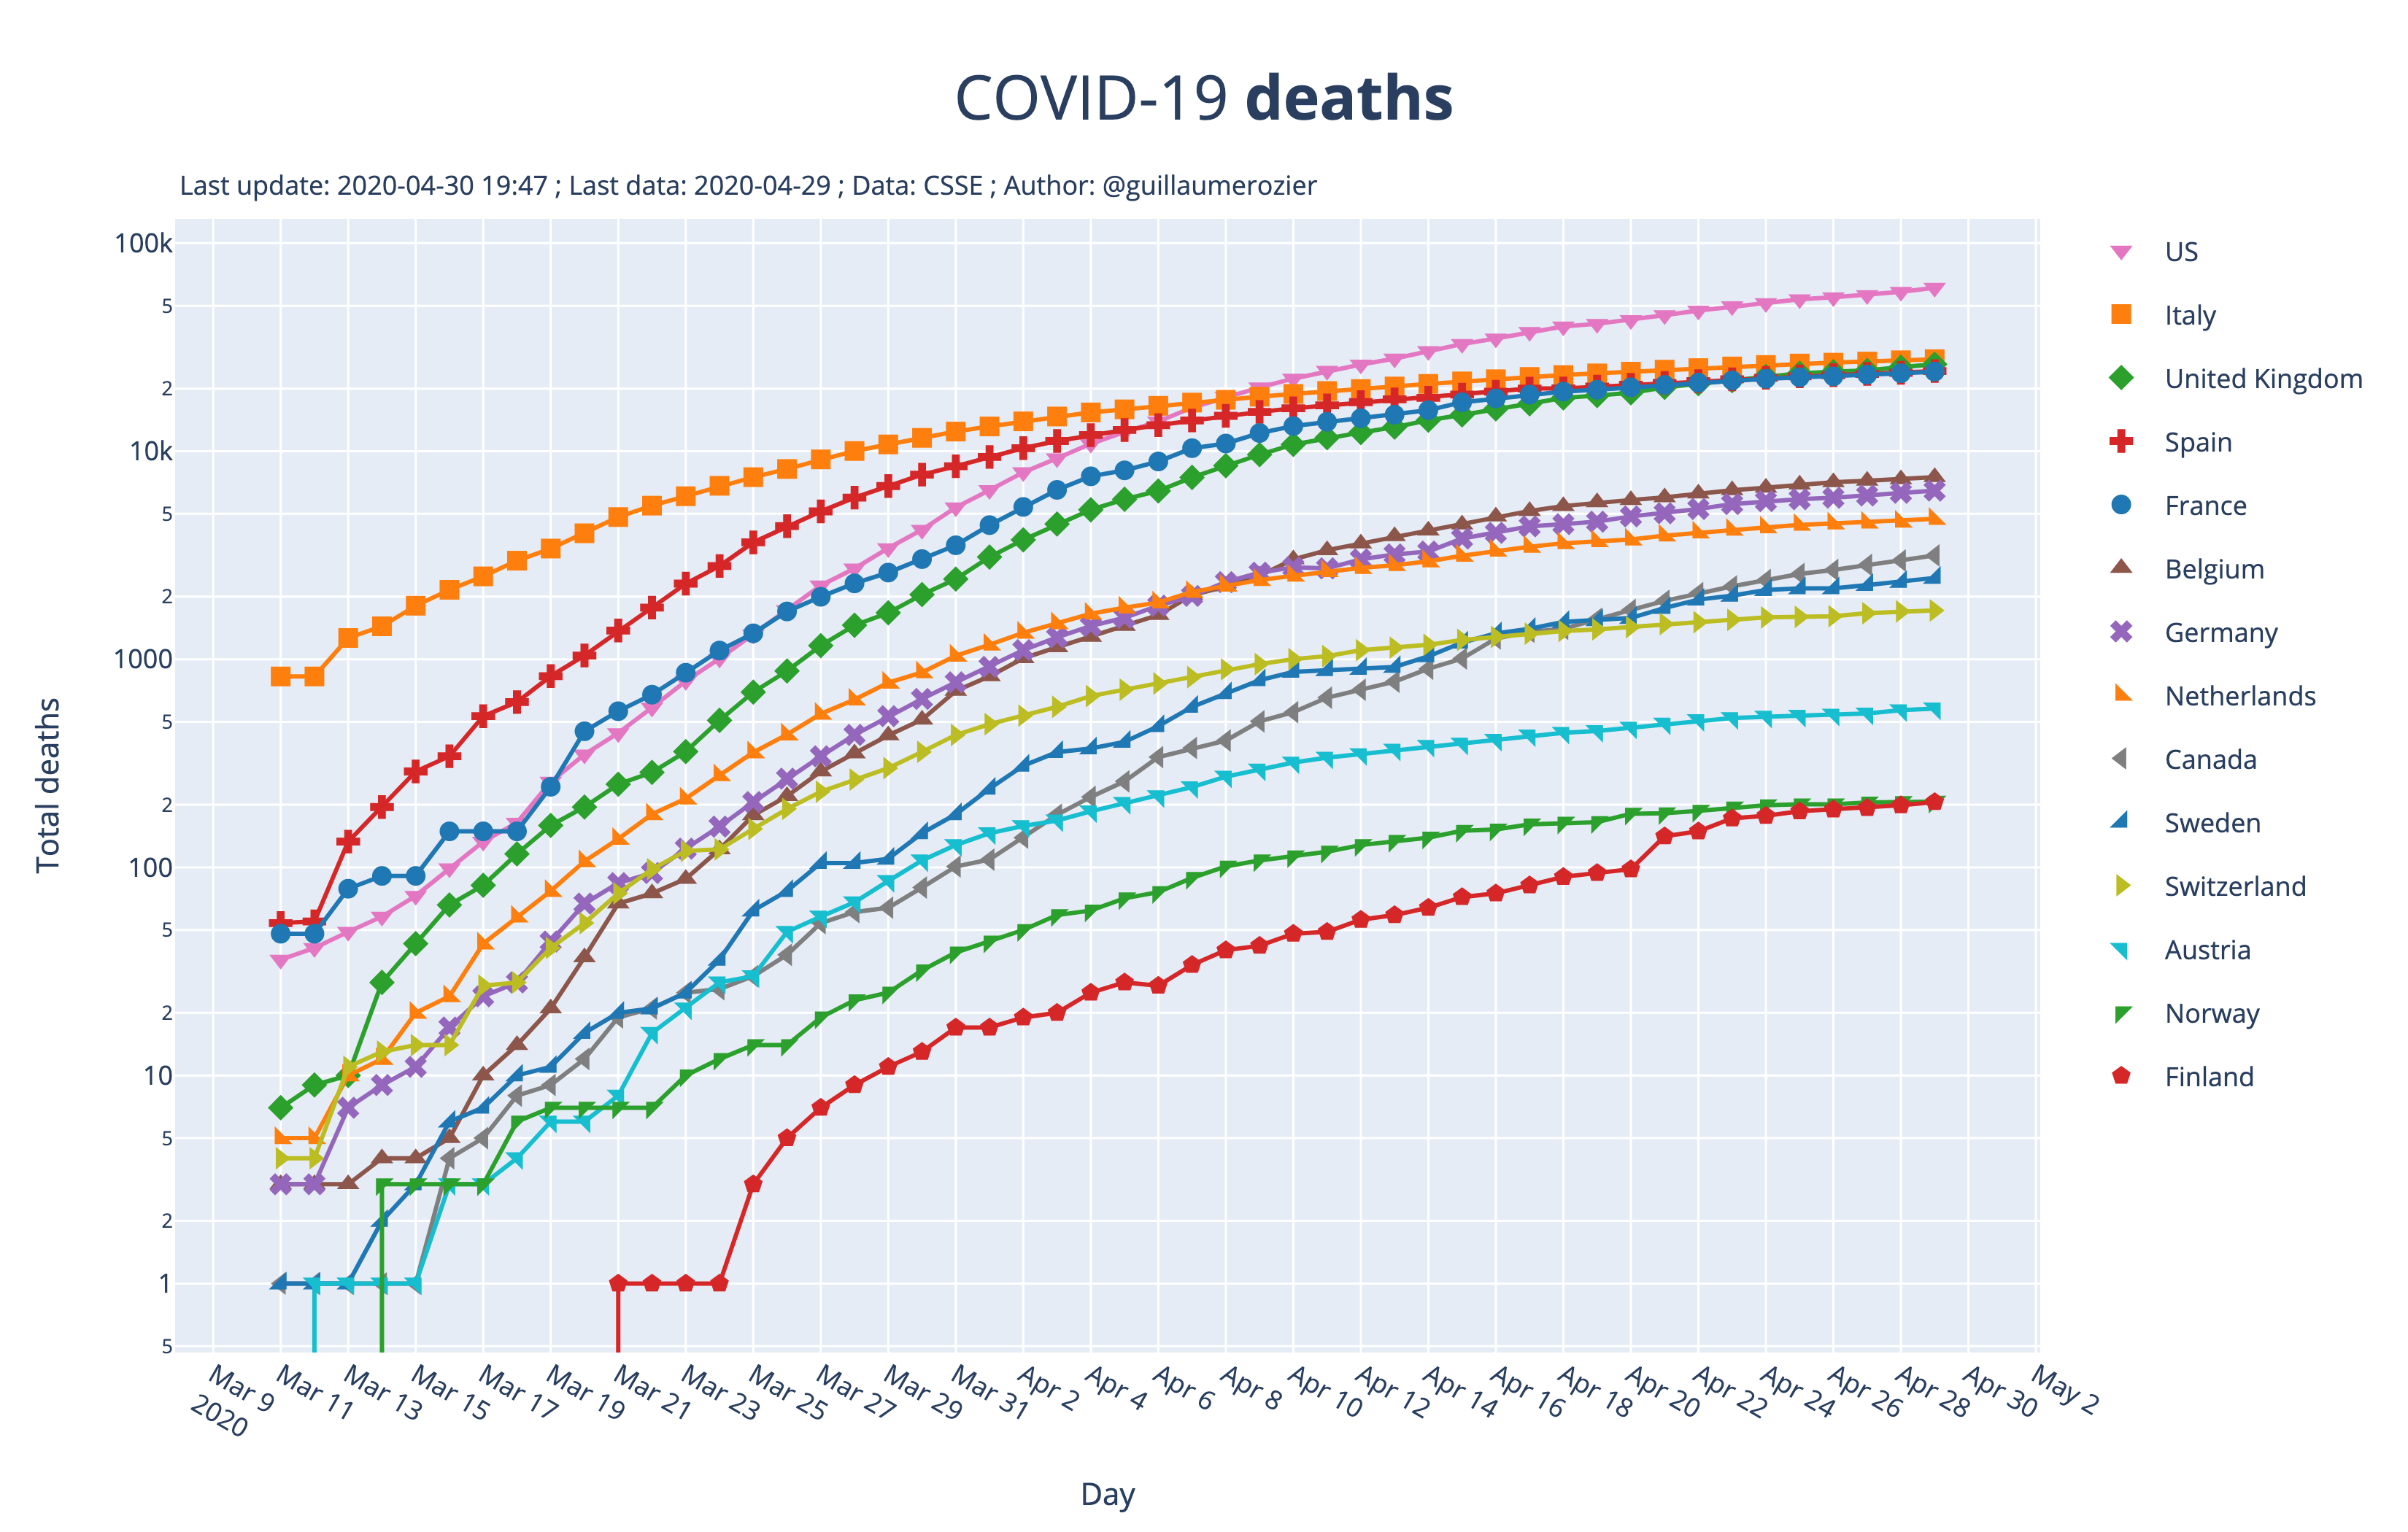 COVID-19 deaths
Last update: 2020-04-30 19:47 ; Last data: 2020-04-29 ; Data: CSSE ; Author: @guillaumerozier
100k
5
2
10k
5
2
1000
5
2
100
5
2
10
5
2
1
5
Total deaths
Mar 9
2020
Mar 11
Mar 13
Mar 15
Mar 17
Mar 19
Mar 21
Mar 23
Mar 25
Mar 27
Mar 29
Mar 31
Apr 2
Apr 4
Apr 6
Apr 8
Apr 10
Apr 12
Apr 14
Apr 16
Apr 18
Apr 20
Apr 22
Apr 24
Apr 26
Apr 28
Apr 30
May 2
Day
US
Italy
United Kingdom
Spain
France
Belgium
Germany
Netherlands
Canada
Sweden
Switzerland
Austria
Norway
Finland